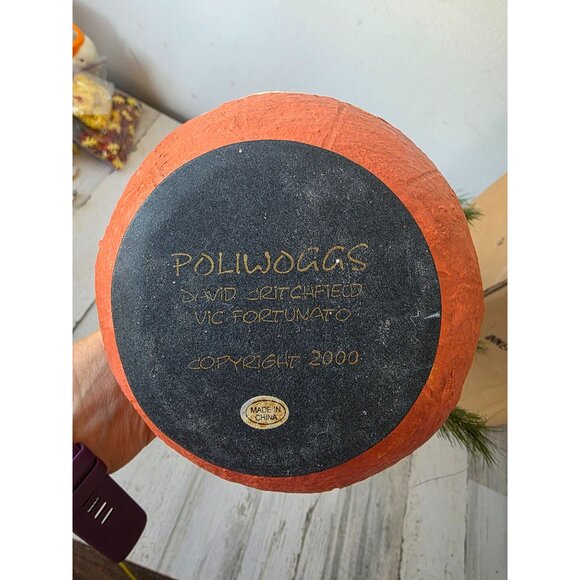 POLIWOGGS
DAVID CRITCHFIELD
VIC FORTUNATO
COPYRIGHT 2000
MADE IN
CHINA